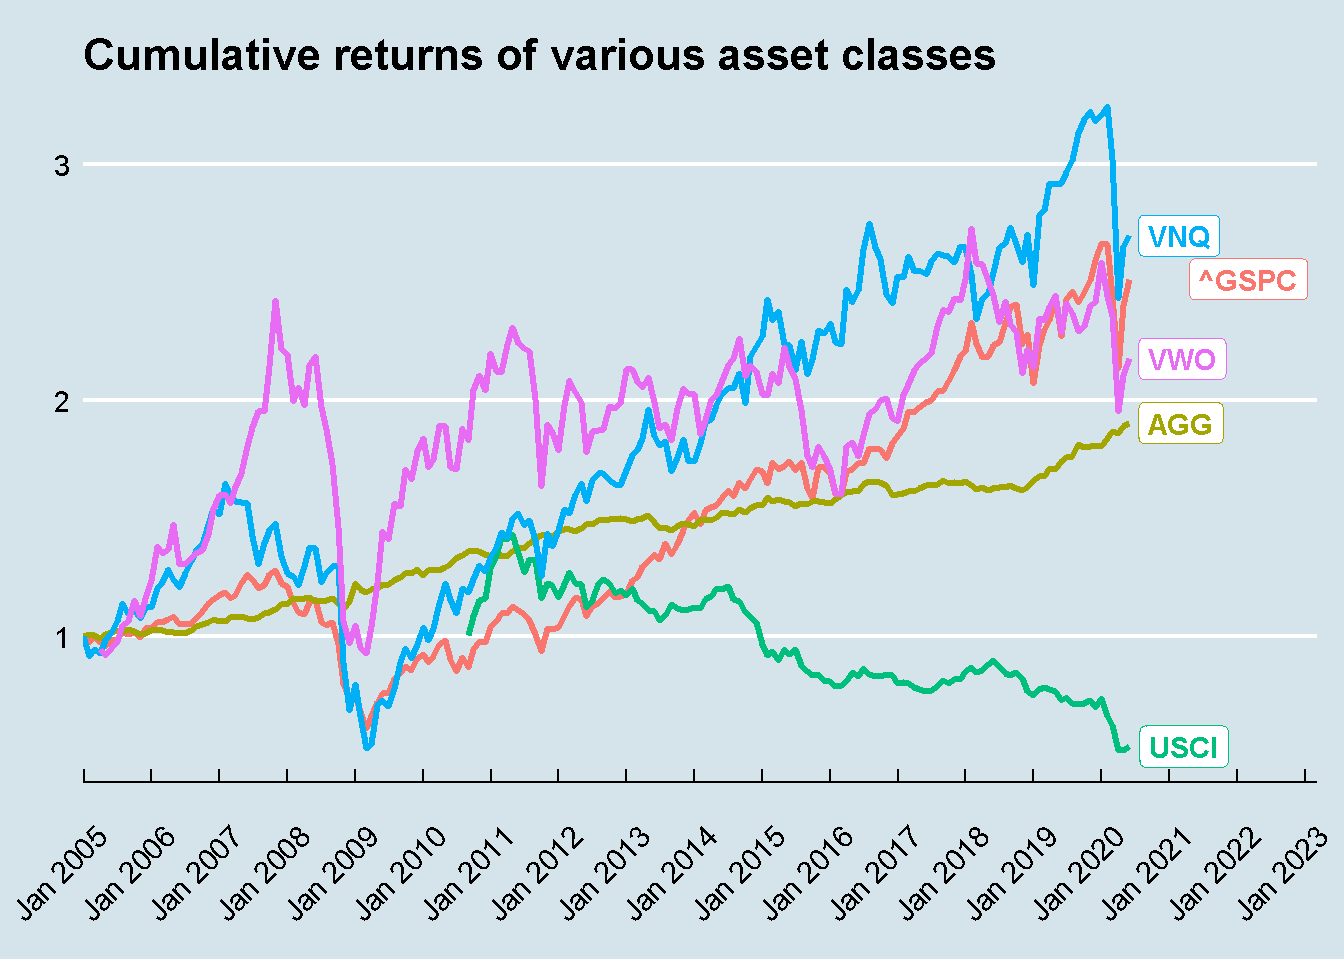 Cumulative returns of various asset classes
3
2
1
VNQ
^GSPC
VWO
AGG
USCI
Jan 2005
Jan 2006
Jan 2007
Jan 2008
Jan 2009
Jan 2010
Jan 2011
Jan 2012
Jan 2013
Jan 2014
Jan 2015
Jan 2016
Jan 2017
Jan 2018
Jan 2019
Jan 2020
Jan 2021
Jan 2022
Jan 2023